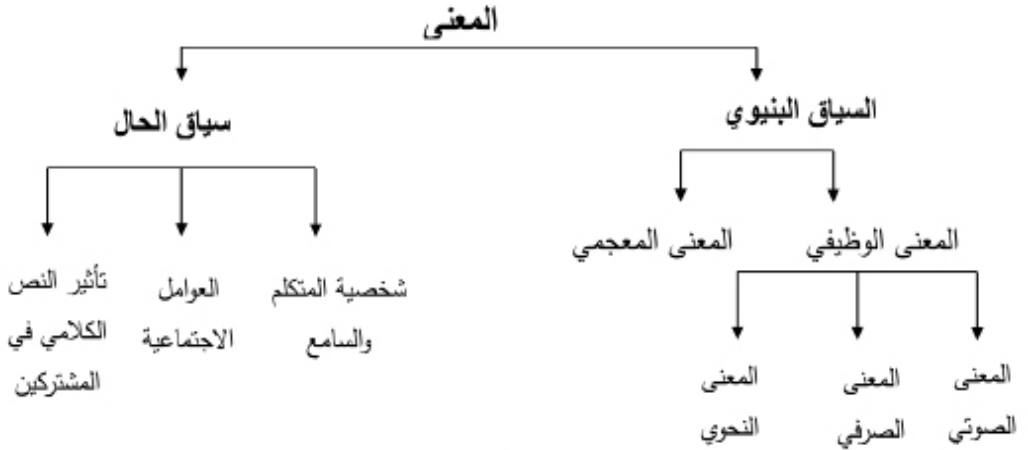 المعنى
السياق البنيوي
سياق الحال
المعنى الوظيفي
المعنى المعجمي
شخصية المتكلم
والسامع
العوامل
الاجتماعية
تأثير النص
الكلامي في
المشتركين
المعنى
الصوتي
المعنى
الصرفي
المعنى
النحوي